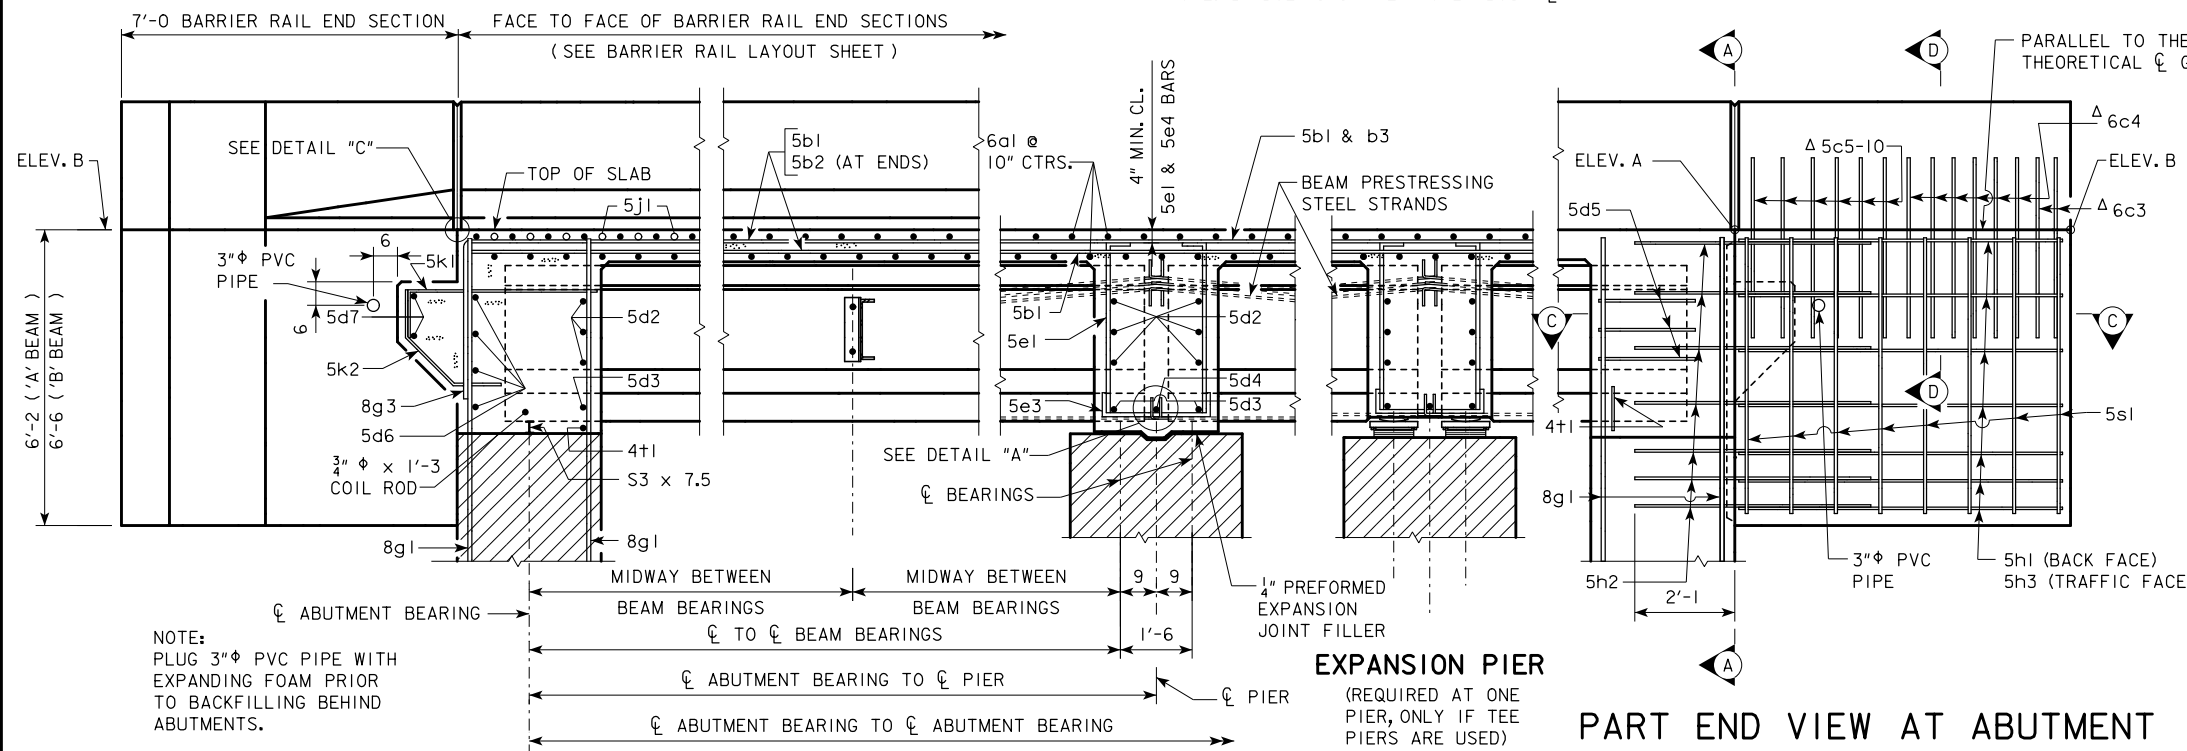 7'-0 BARRIER RAIL END SECTION
FACE TO FACE OF BARRIER RAIL END SECTIONS
(SEE BARRIER RAIL LAYOUT SHEET)
A
D
PARALLEL TO THE
THEORETICAL ℄ G
ELEV. B
SEE DETAIL "C"
TOP OF SLAB
5j1
5b1
5b2 (AT ENDS)
6a1 @
10" CTRS.
4" MIN. CL.
5e1 & 5e4 BARS
5b1 & b3
BEAM PRESTRESSING
STEEL STRANDS
ELEV. A
Δ 5c5-10
Δ 6c4
ELEV. B
Δ 6c3
5d5
3"Φ PVC
PIPE
6
6
5k1
5d7
5k2
8g3
5d6
5d2
5d3
4t1
S3 x 7.5
3/4" Φ x 1'-3
COIL ROD
8g1
8g1
6'-2 ('A' BEAM)
6'-6 ('B' BEAM)
5b1
5e1
5e3
5d2
5d4
5d3
SEE DETAIL "A"
℄ BEARINGS
C
C
D
4t1
5s1
8g1
5h2
2'-1
3"Φ PVC
PIPE
5h1 (BACK FACE)
5h3 (TRAFFIC FACE
MIDWAY BETWEEN
BEAM BEARINGS
MIDWAY BETWEEN
BEAM BEARINGS
9
9
1/4" PREFORMED
EXPANSION
JOINT FILLER
℄ ABUTMENT BEARING
℄ TO ℄ BEAM BEARINGS
1'-6
NOTE:
PLUG 3"Φ PVC PIPE WITH
EXPANDING FOAM PRIOR
TO BACKFILLING BEHIND
ABUTMENTS.
℄ ABUTMENT BEARING TO ℄ PIER
℄ PIER
℄ ABUTMENT BEARING TO ℄ ABUTMENT BEARING
EXPANSION PIER
(REQUIRED AT ONE
PIER, ONLY IF TEE
PIERS ARE USED)
A
PART END VIEW AT ABUTMENT